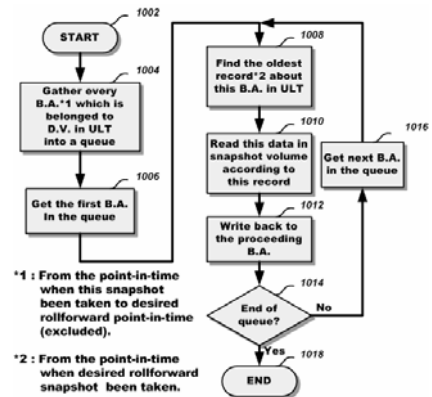 1002
START
1004
Gather every
B.A.*1 which is
belonged to
D.V. in ULT
into a queue
1006
Get the first B.A.
In the queue
1008
Find the oldest
record*2 about
this B.A. in ULT
1010
Read this data in
snapshot volume
according to
this record
1012
Write back to
the proceeding
B.A.
1014
End of
queue?
No
Yes
1016
Get next B.A.
in the queue
1018
END
*1 : From the point-in-time
when this snapshot
been taken to desired
rollforward point-in-time
(excluded).
*2 : From the point-in-time
when desired rollforward
snapshot been taken.